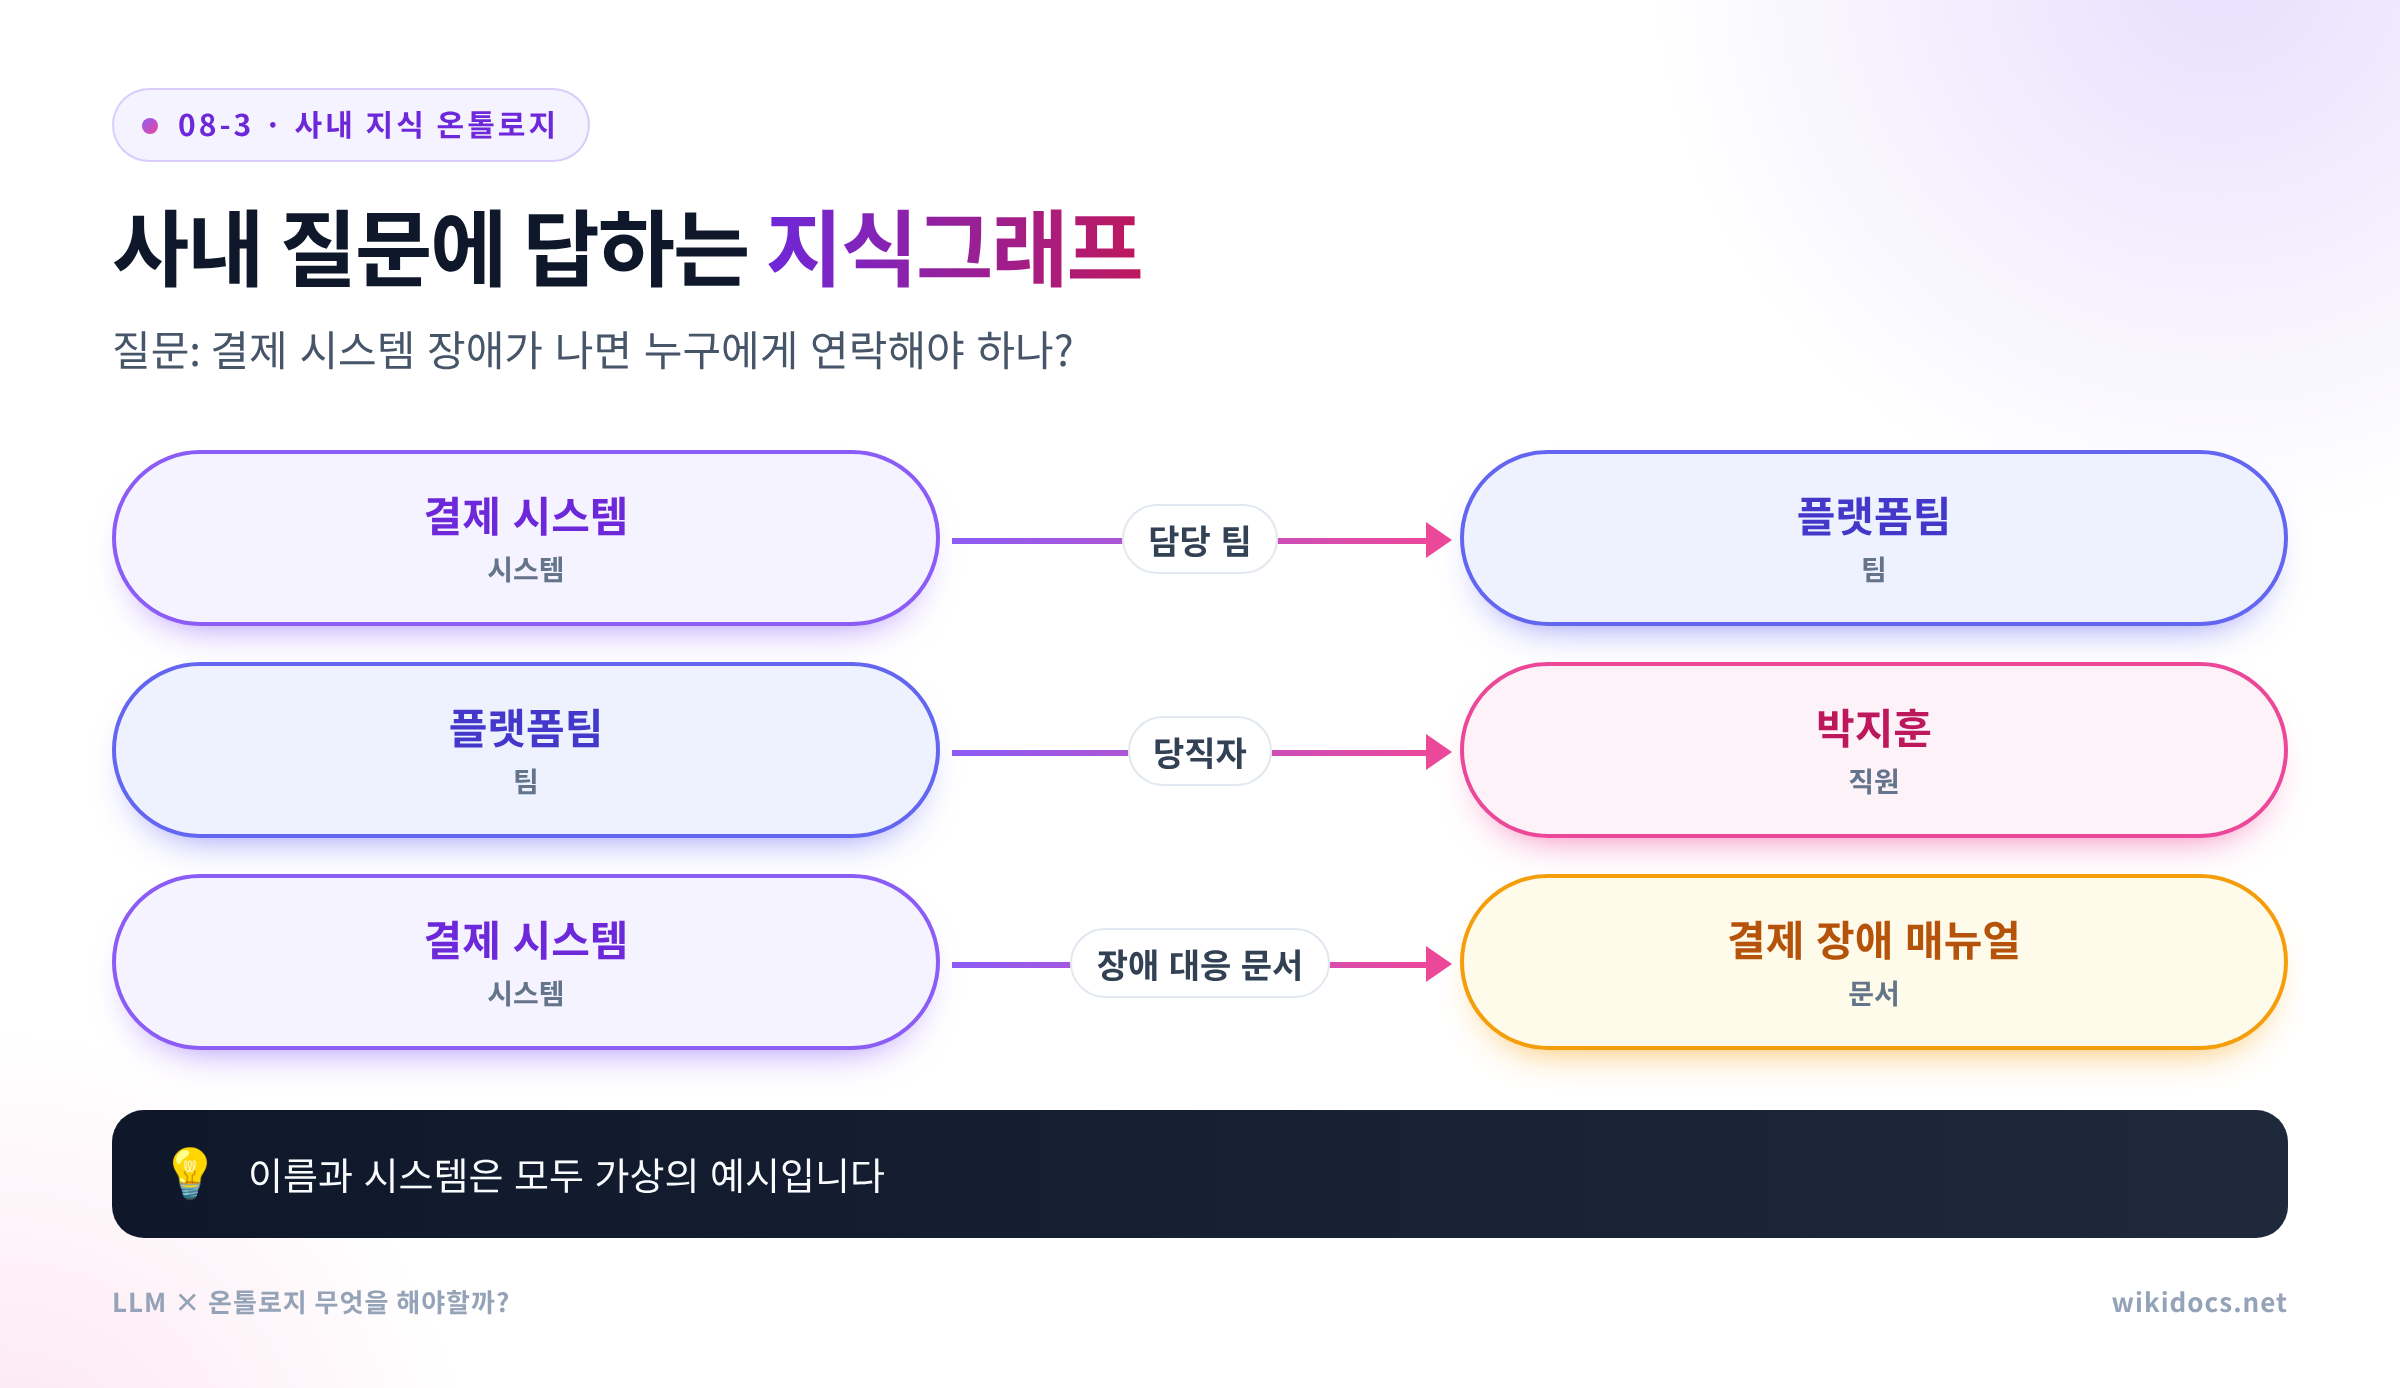 08-3 · 사내 지식 온톨로지
사내 질문에 답하는 지식그래프
질문: 결제 시스템 장애가 나면 누구에게 연락해야 하나?
결제 시스템
시스템
담당 팀
플랫폼팀
팀
플랫폼팀
팀
당직자
박지훈
직원
결제 시스템
시스템
장애 대응 문서
결제 장애 매뉴얼
문서
💡 이름과 시스템은 모두 가상의 예시입니다
LLM × 온톨로지 무엇을 해야할까?
wikidocs.net